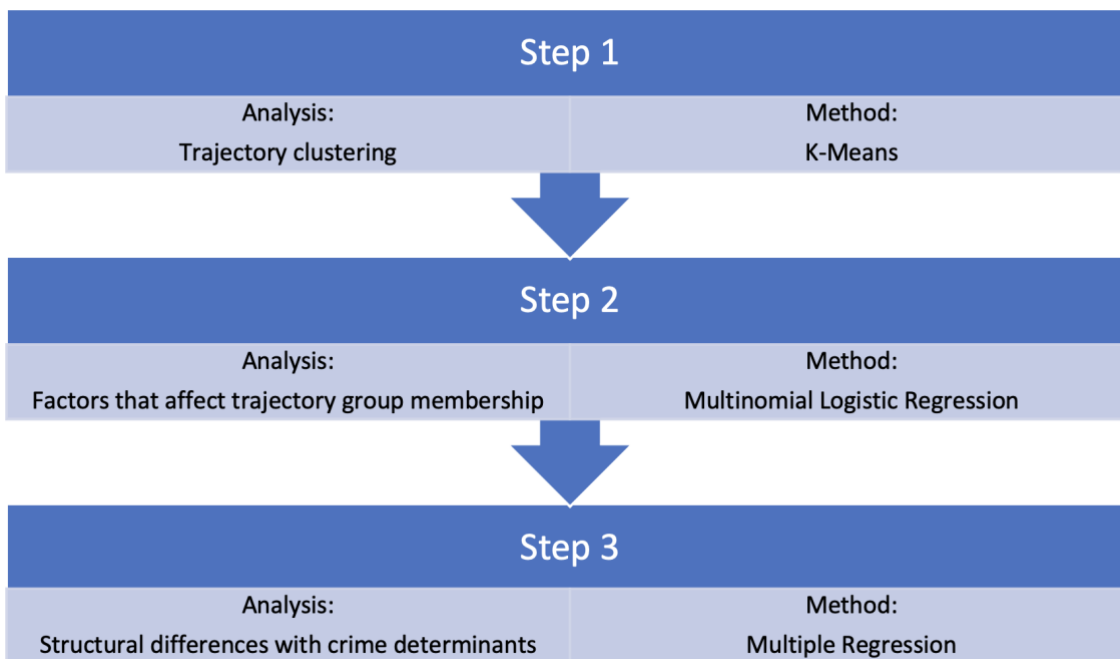 Step 1
Analysis:
Trajectory clustering
Method:
K-Means
Step 2
Analysis:
Factors that affect trajectory group membership
Method:
Multinomial Logistic Regression
Step 3
Analysis:
Structural differences with crime determinants
Method:
Multiple Regression